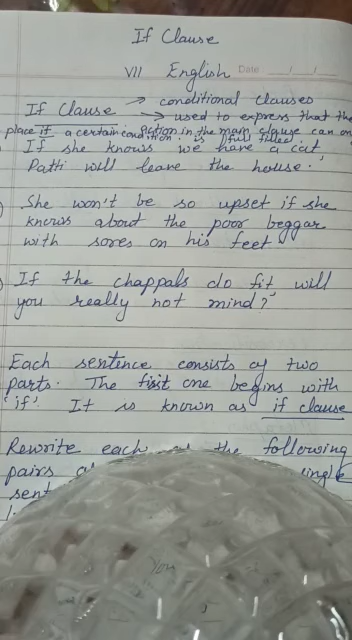 If Clause
VII English Date / /
If Clause → conditional clauses
→ used to express that the
action in the main clause can on
place if a certain condition is fulfilled.
If she knows we have a cat
Patti will leave the house.'
She won't be so upset if she
knows about the poor beggar
with sores on his feet
If the chappals do fit will
you really not mind?'
Each sentence consists of two
parts. The first one begins with
'if'. It is known as if clause
Rewrite each the following
pairs
sent